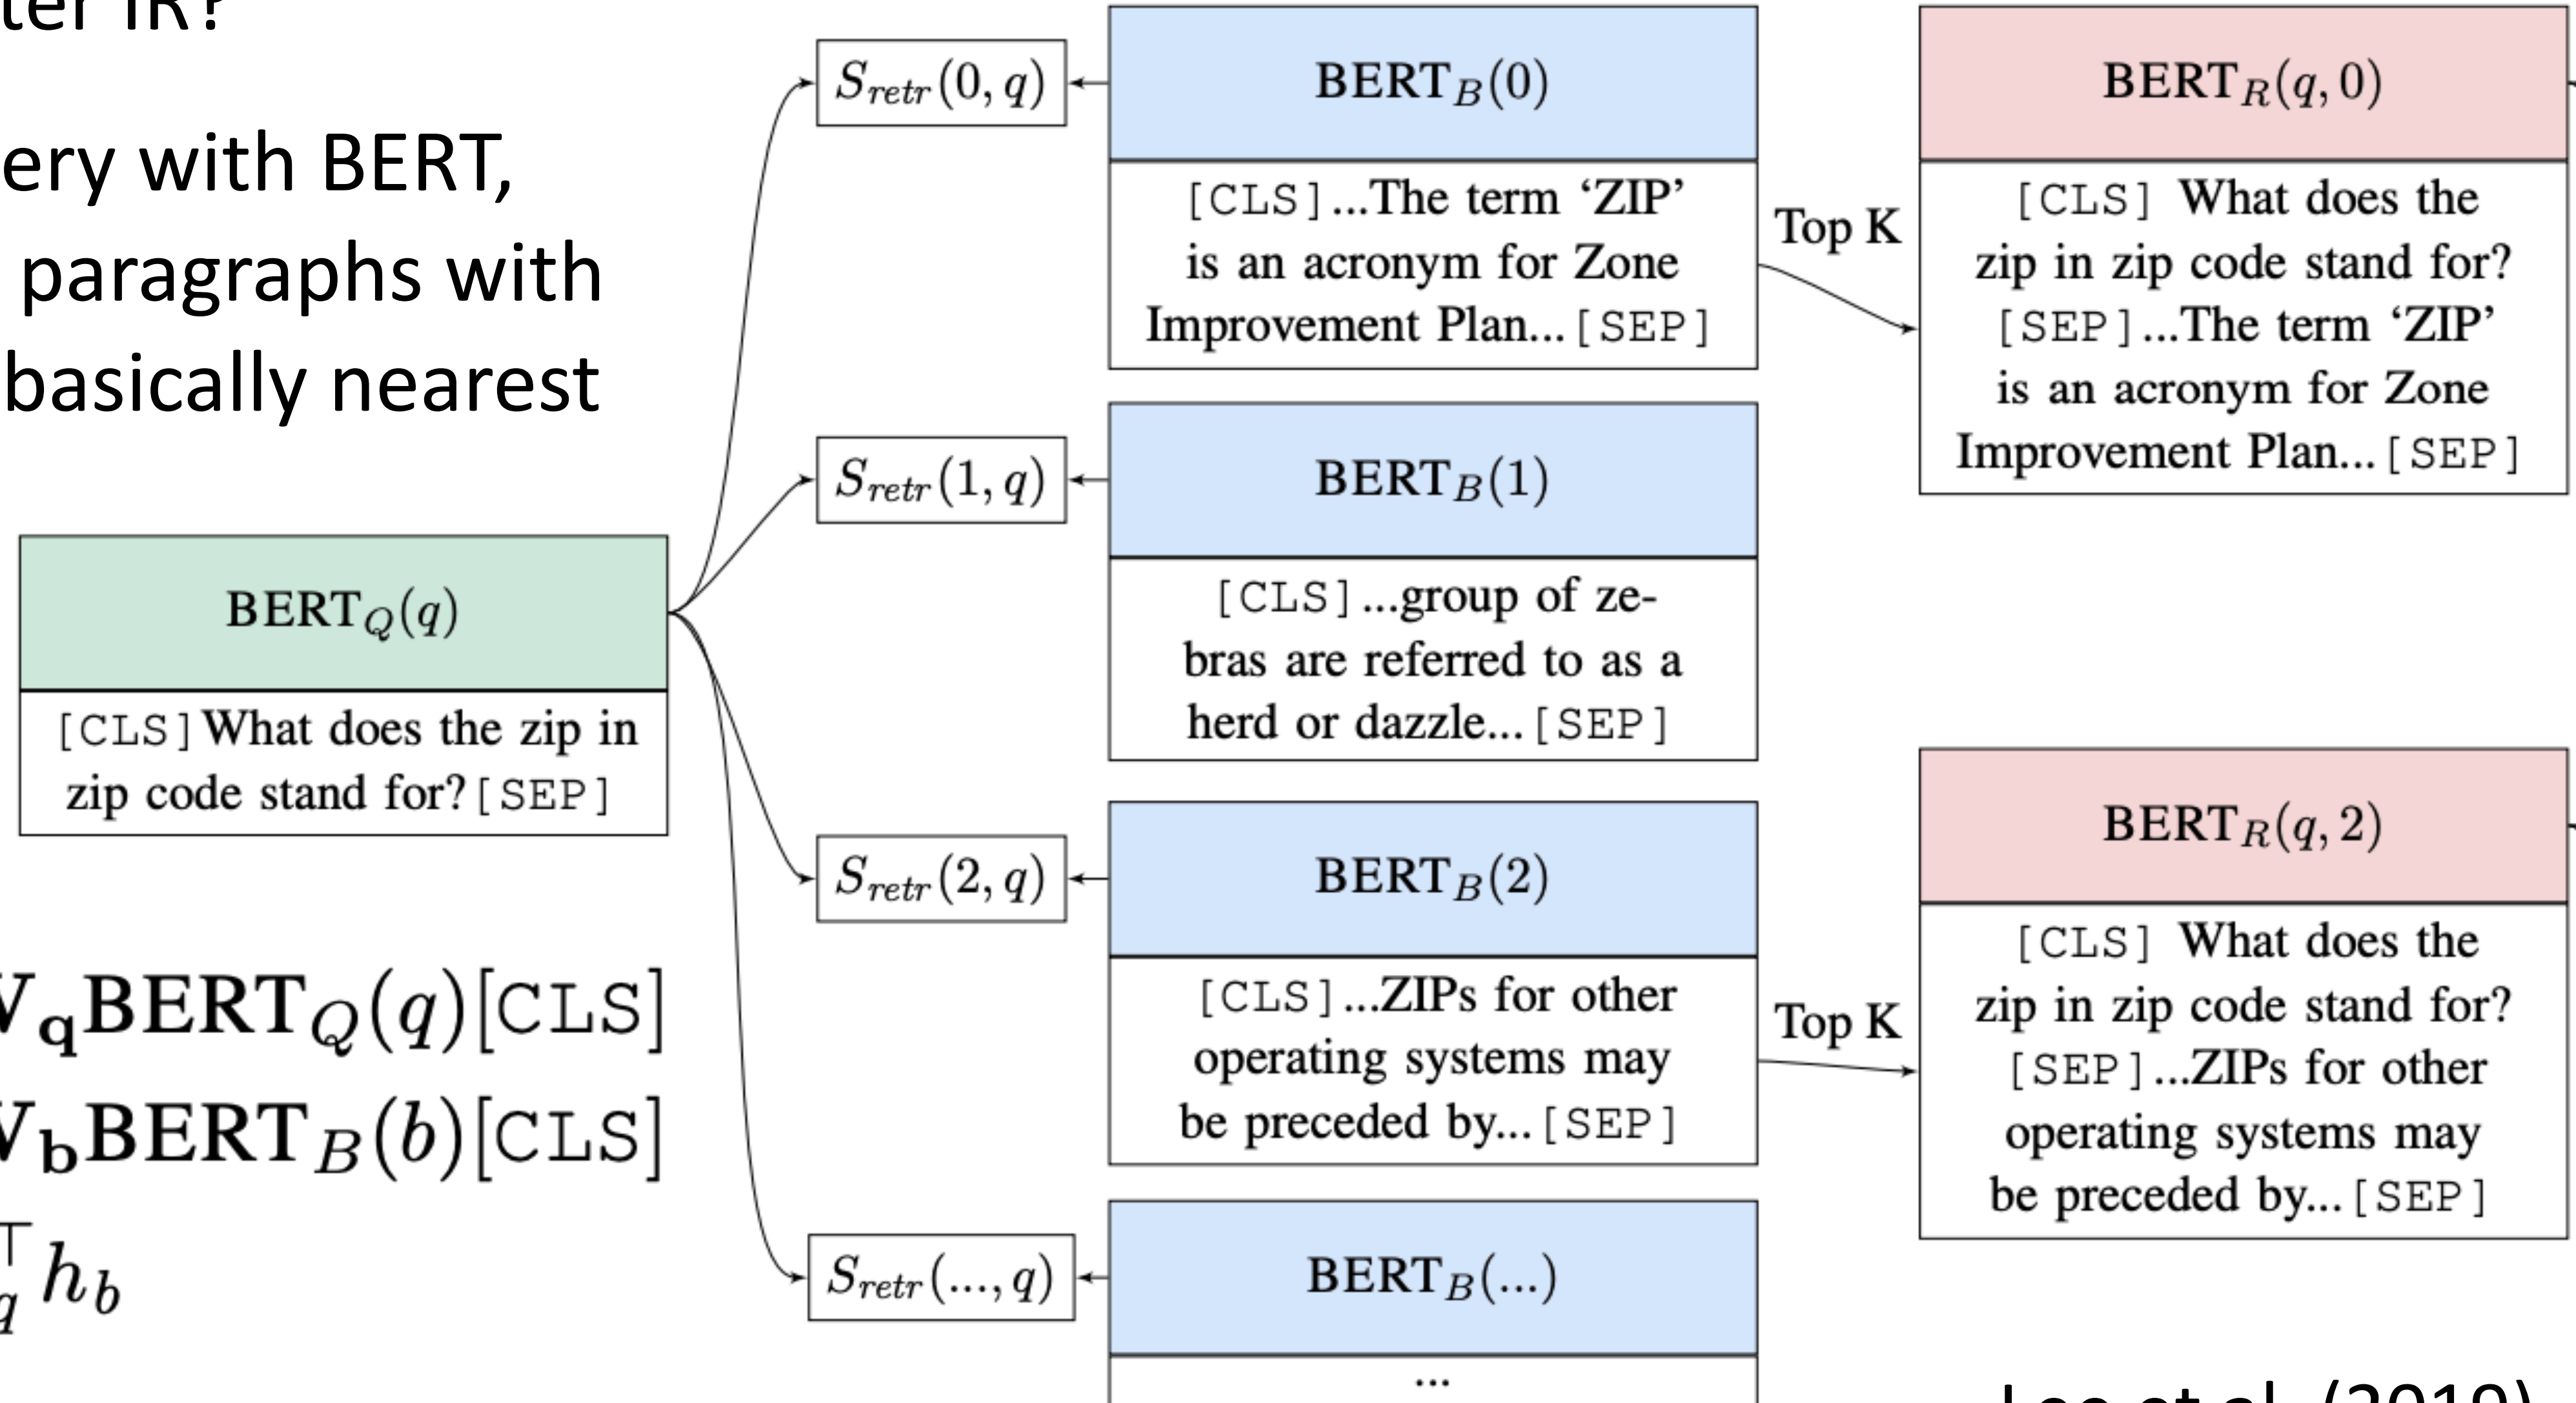 ery with BERT,
paragraphs with
basically nearest
BERT_Q(q)
[CLS] What does the zip in
zip code stand for? [SEP]
qBERT_Q(q)[CLS]
bBERT_B(b)[CLS]
⊤
q h_b
S_retr(0, q)
S_retr(1, q)
S_retr(2, q)
S_retr(..., q)
BERT_B(0)
[CLS]...The term ‘ZIP’
is an acronym for Zone
Improvement Plan...[SEP]
BERT_B(1)
[CLS]...group of ze-
bras are referred to as a
herd or dazzle...[SEP]
BERT_B(2)
[CLS]...ZIPs for other
operating systems may
be preceded by...[SEP]
BERT_B(...)
...
Top K
Top K
BERT_R(q, 0)
[CLS] What does the
zip in zip code stand for?
[SEP]...The term ‘ZIP’
is an acronym for Zone
Improvement Plan...[SEP]
BERT_R(q, 2)
[CLS] What does the
zip in zip code stand for?
[SEP]...ZIPs for other
operating systems may
be preceded by...[SEP]
et al. (2019)